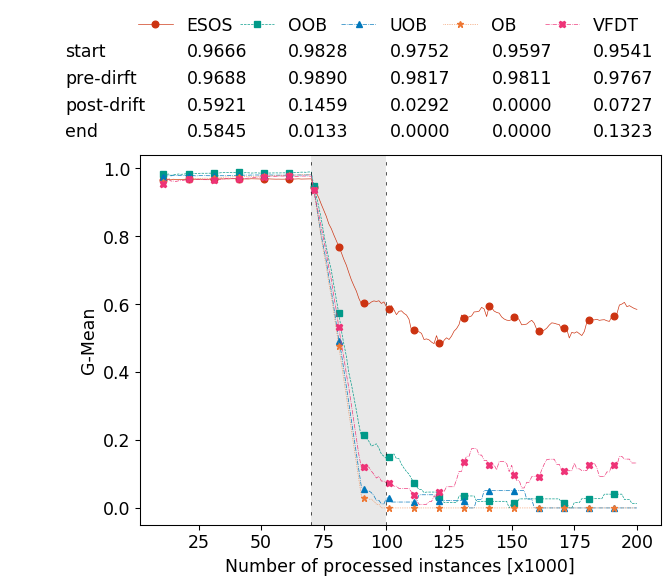 ESOS OOB UOB OB VFDT
start 0.9666 0.9828 0.9752 0.9597 0.9541
pre-dirft 0.9688 0.9890 0.9817 0.9811 0.9767
post-drift 0.5921 0.1459 0.0292 0.0000 0.0727
end 0.5845 0.0133 0.0000 0.0000 0.1323
1.0
0.8
0.6
0.4
0.2
0.0
G-Mean
25 50 75 100 125 150 175 200
Number of processed instances [x1000]